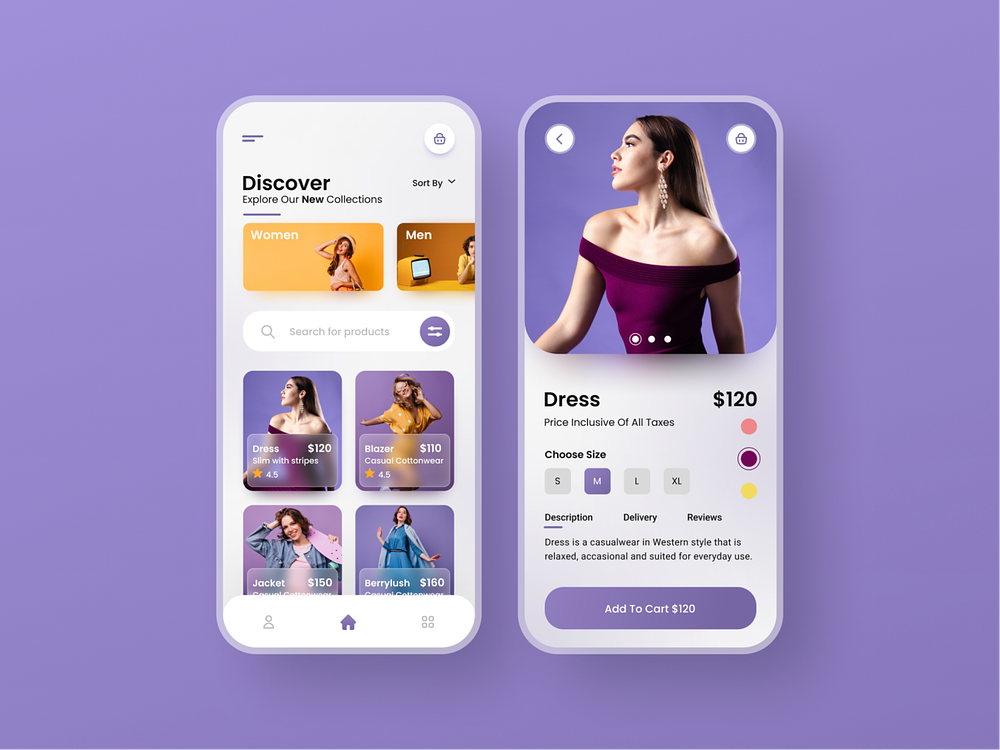 Discover
Sort By
Explore Our New Collections
Women
Men
Search for products
Dress $120
Slim with stripes
4.5
Blazer $110
Casual Cottonwear
4.5
Jacket $150
Casual Cottonwear
Berrylush $160
Casual Cottonwear
Dress $120
Price Inclusive Of All Taxes
Choose Size
S M L XL
Description Delivery Reviews
Dress is a casualwear in Western style that is
relaxed, accasional and suited for everyday use.
Add To Cart $120